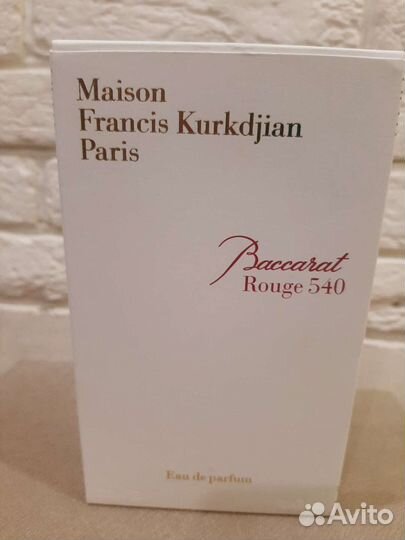 Maison
Francis Kurkdjian
Paris
Baccarat
Rouge 540
Eau de parfum
Avito